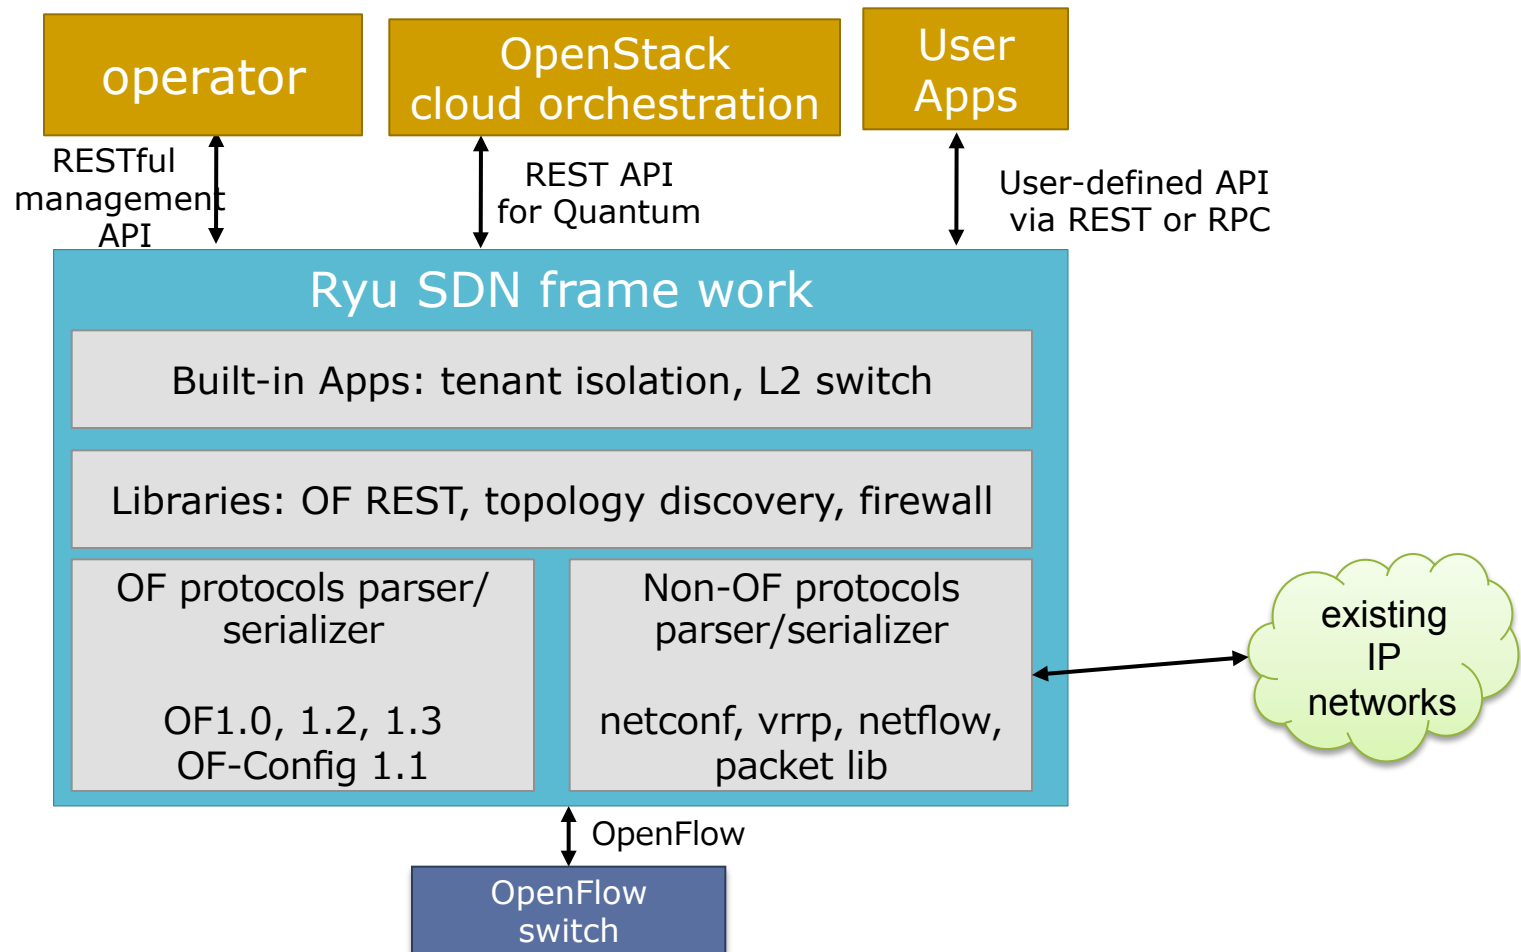 operator
OpenStack
cloud orchestration
User
Apps
RESTful
management
API
REST API
for Quantum
User-defined API
via REST or RPC
Ryu SDN frame work
Built-in Apps: tenant isolation, L2 switch
Libraries: OF REST, topology discovery, firewall
OF protocols parser/
serializer
OF1.0, 1.2, 1.3
OF-Config 1.1
Non-OF protocols
parser/serializer
netconf, vrrp, netflow,
packet lib
existing
IP
networks
OpenFlow
OpenFlow
switch